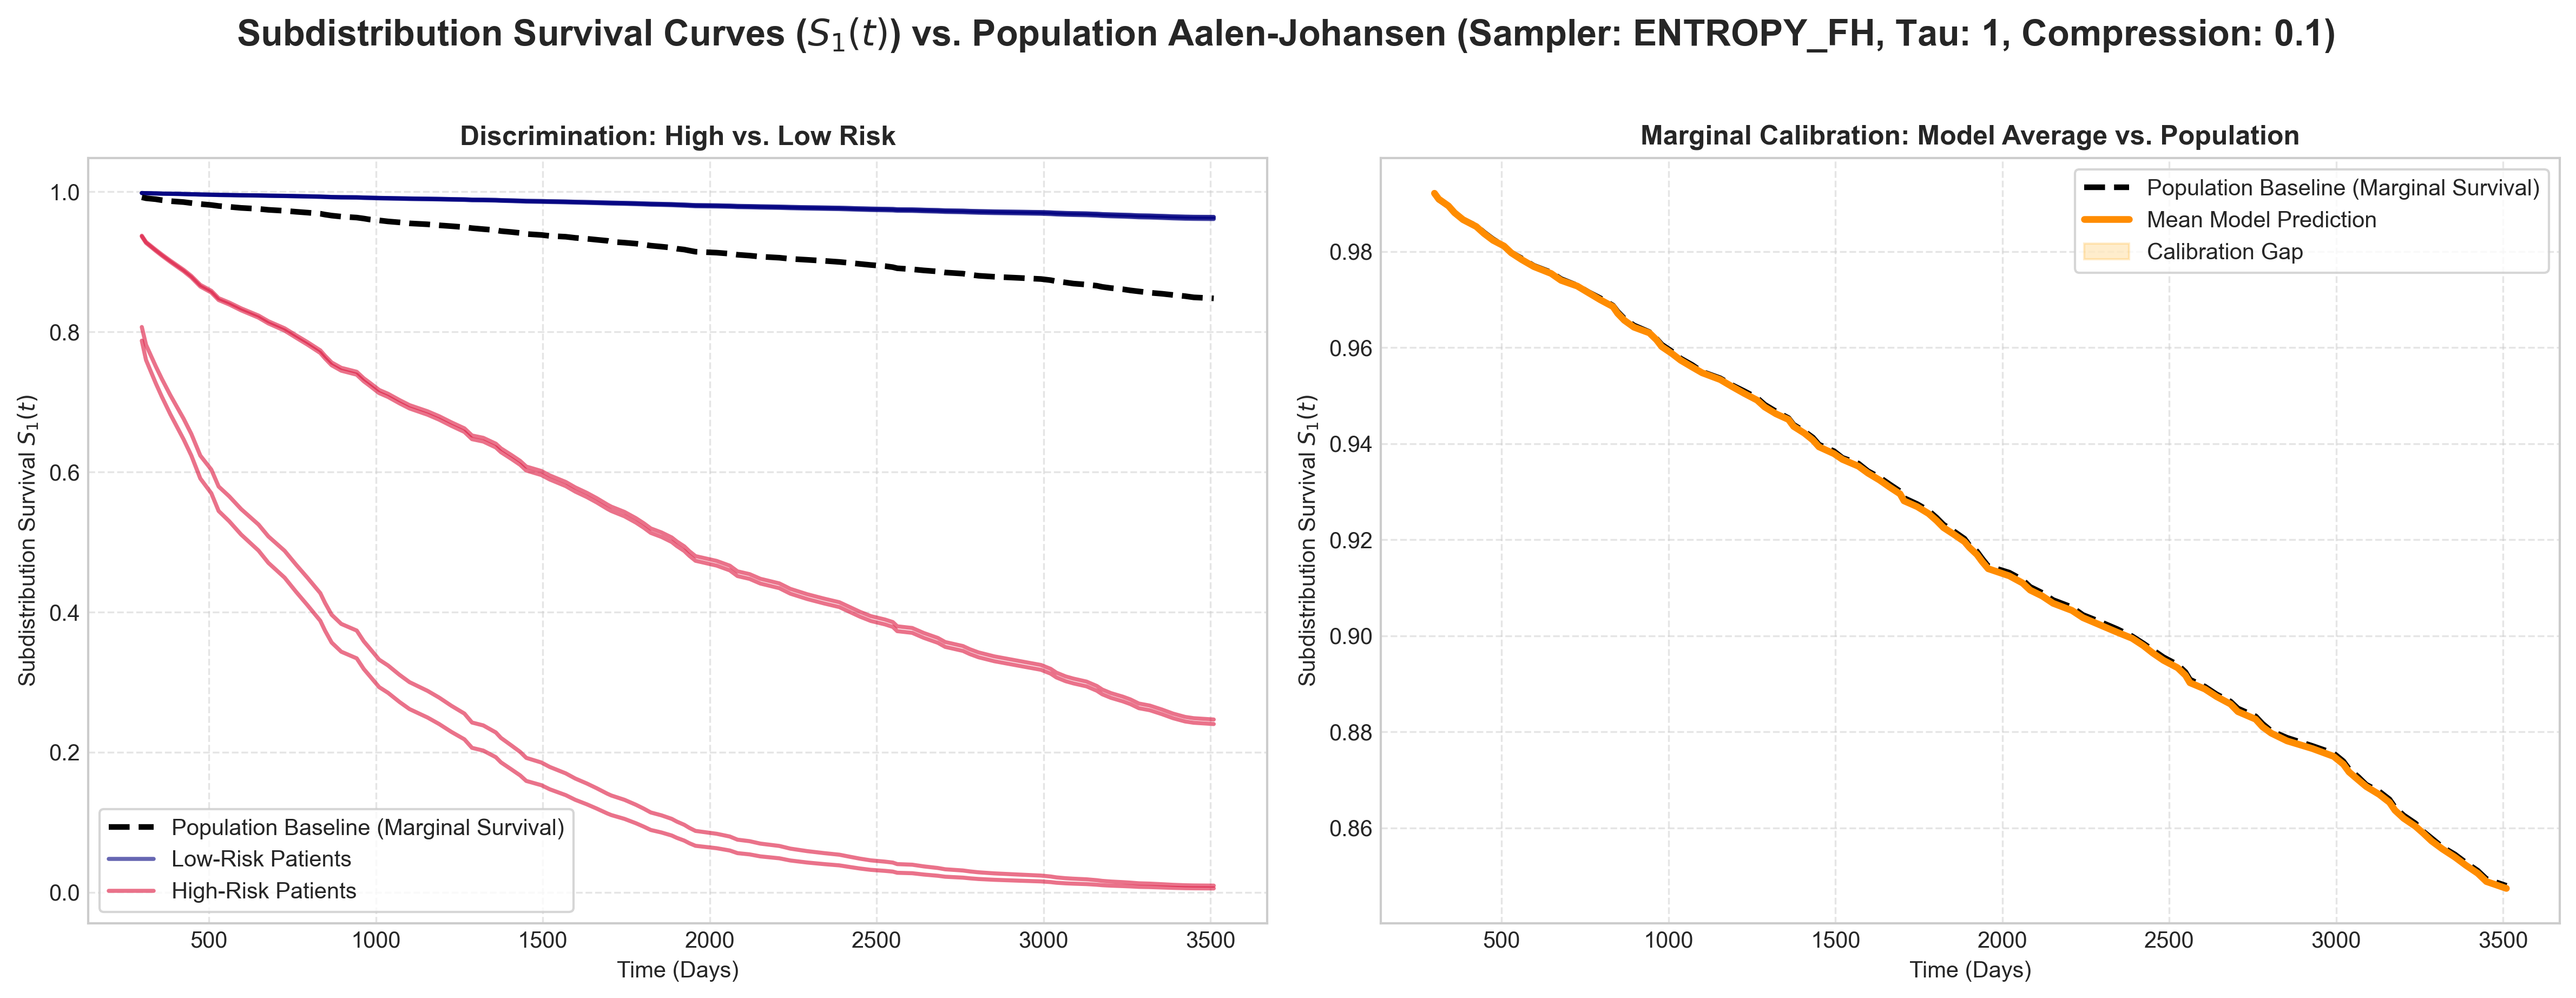 Subdistribution Survival Curves (S₁(t)) vs. Population Aalen-Johansen (Sampler: ENTROPY_FH, Tau: 1, Compression: 0.1)
Discrimination: High vs. Low Risk
Subdistribution Survival S₁(t)
1.0
0.8
0.6
0.4
0.2
0.0
Population Baseline (Marginal Survival)
Low-Risk Patients
High-Risk Patients
500 1000 1500 2000 2500 3000 3500
Time (Days)
Marginal Calibration: Model Average vs. Population
Subdistribution Survival S₁(t)
0.98
0.96
0.94
0.92
0.90
0.88
0.86
Population Baseline (Marginal Survival)
Mean Model Prediction
Calibration Gap
500 1000 1500 2000 2500 3000 3500
Time (Days)